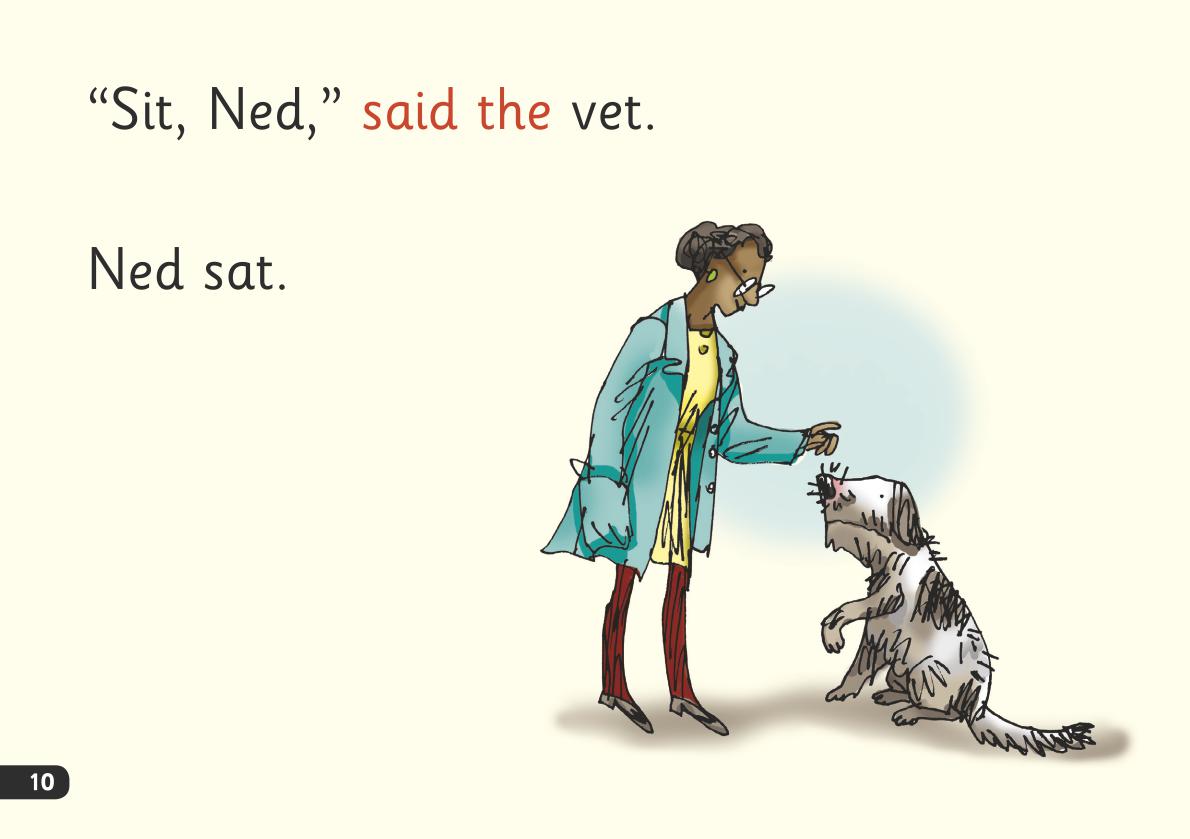 “Sit, Ned,” said the vet.
Ned sat.
10